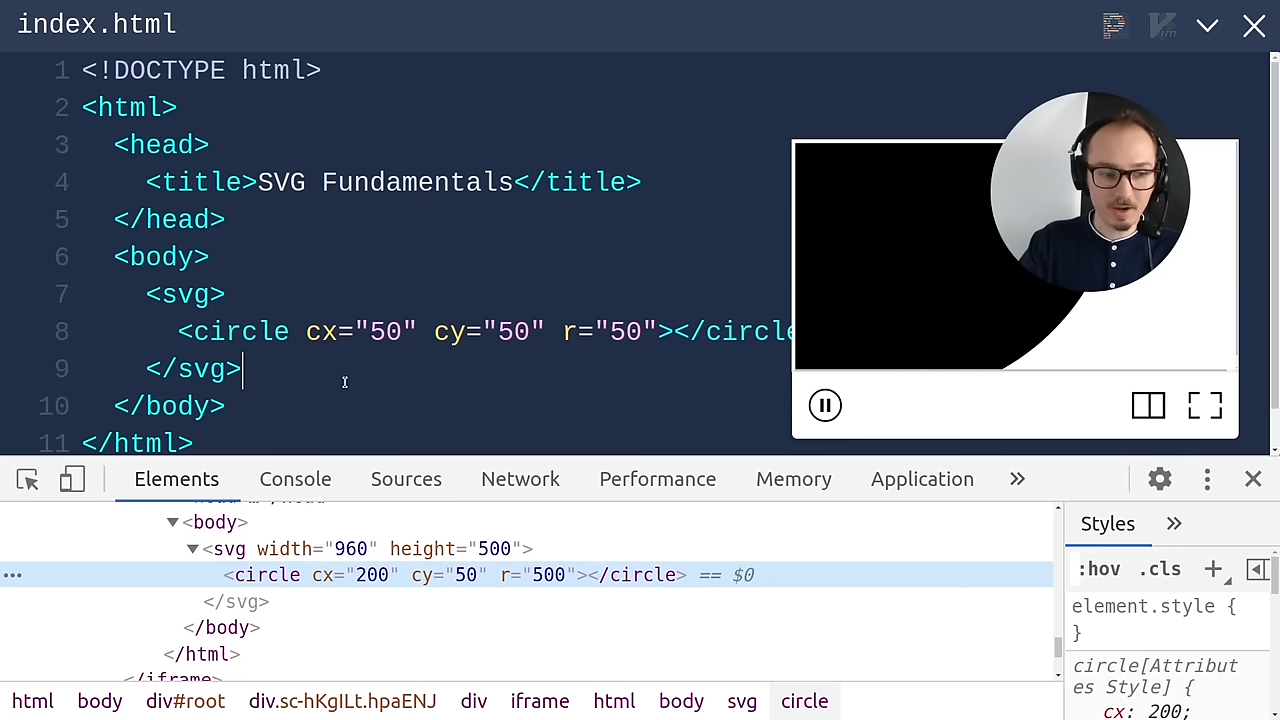 index.html
1 <!DOCTYPE html>
2 <html>
3 <head>
4 <title>SVG Fundamentals</title>
5 </head>
6 <body>
7 <svg>
8 <circle cx="50" cy="50" r="50"></circle
9 </svg>
10 </body>
11 </html>
Elements Console Sources Network Performance Memory Application »
<body>
<svg width="960" height="500">
<circle cx="200" cy="50" r="500"></circle> == $0
</svg>
</body>
</html>
</iframe>
Styles »
:hov .cls +
element.style {
}
circle[Attribut
es Style] {
cx: 200;
html body div#root div.sc-hKgILt.hpaENJ div iframe html body svg circle